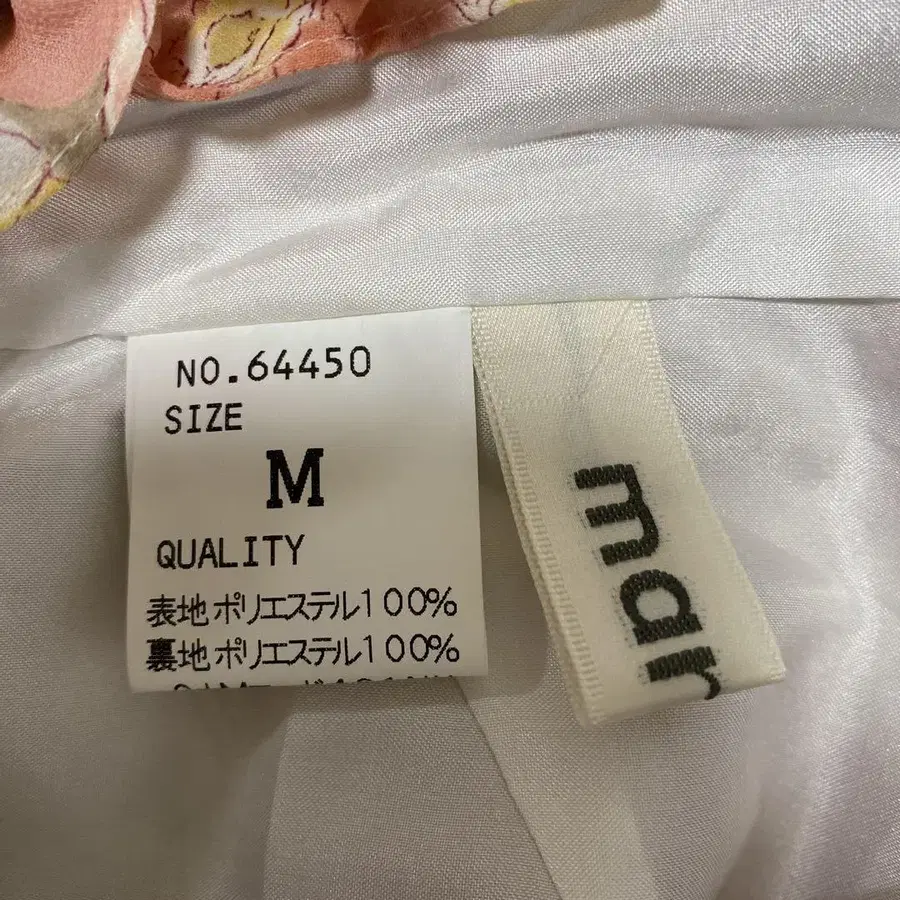 NO.64450
SIZE
M
QUALITY
表地 ポリエステル100%
裏地 ポリエステル100%
mar